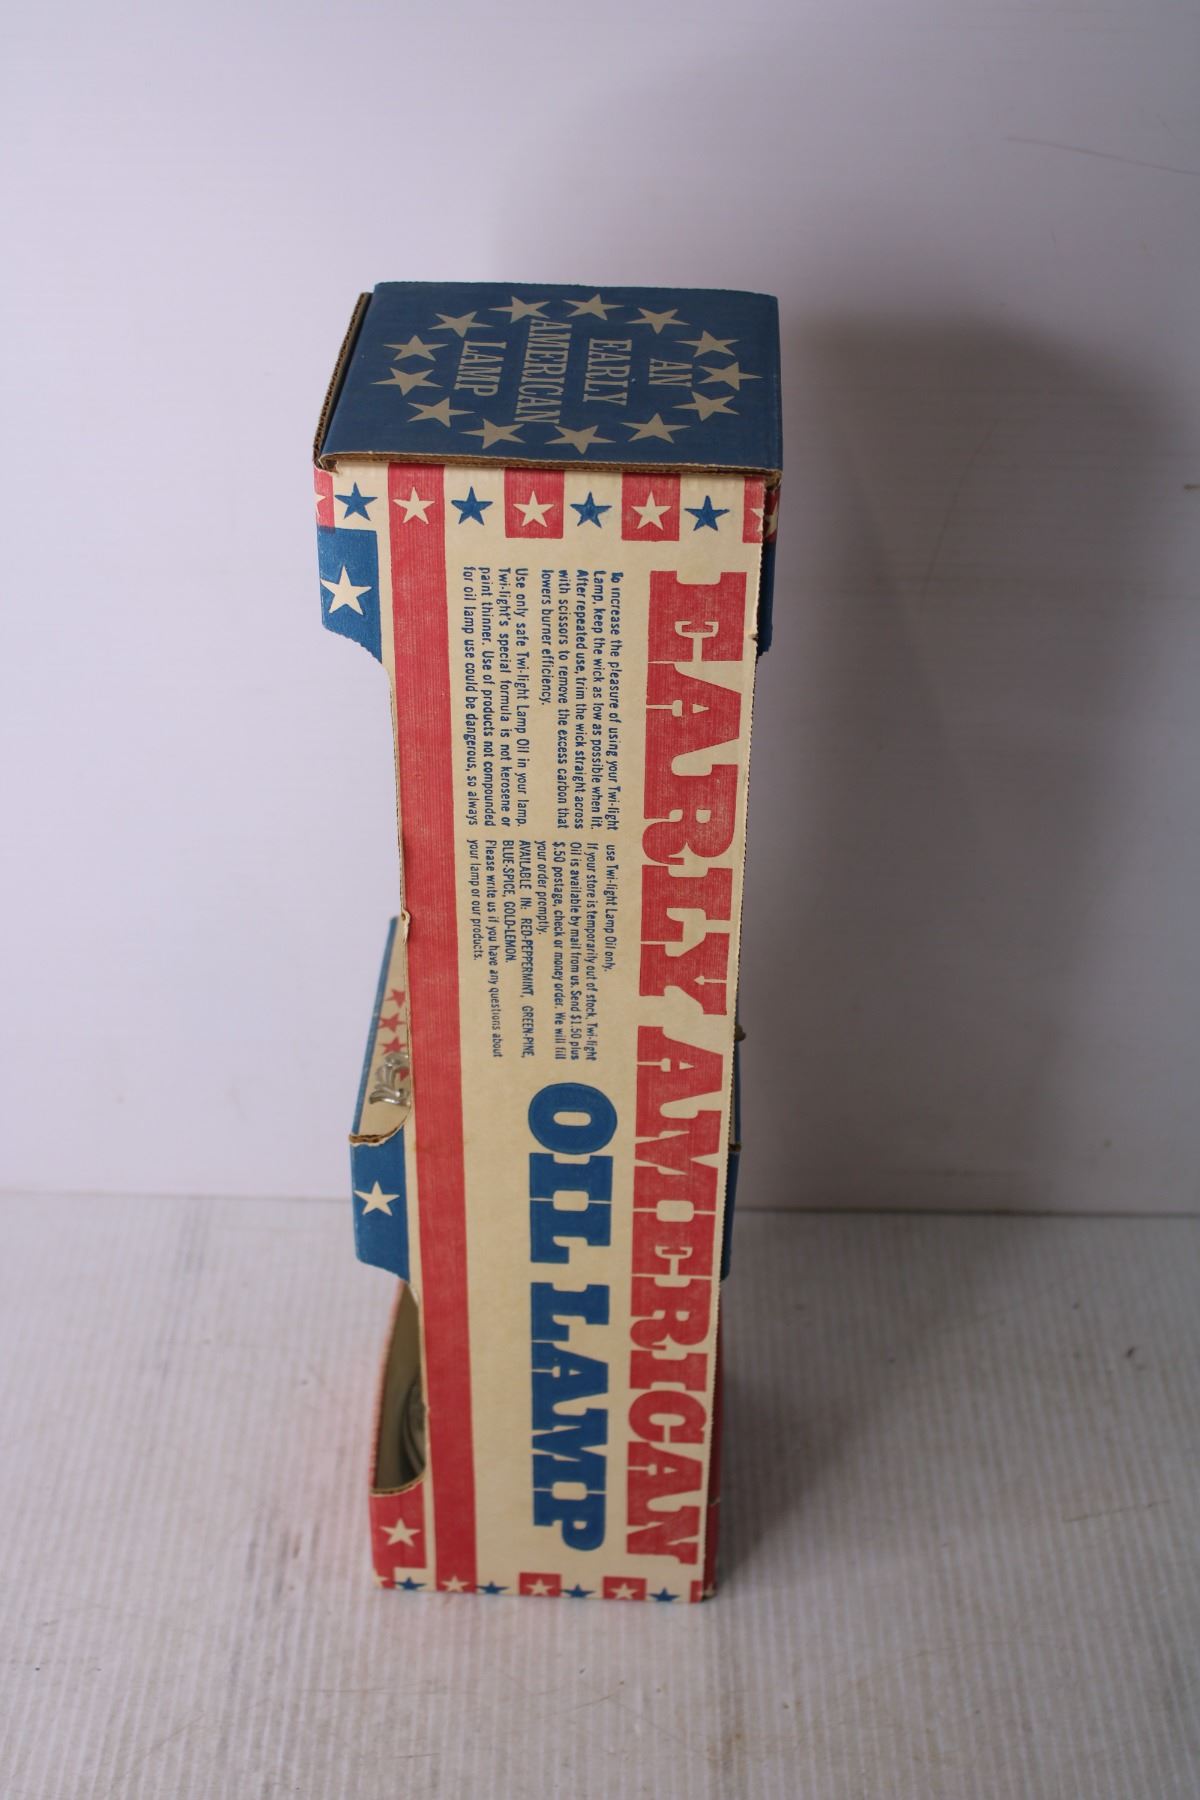 AN
EARLY
AMERICAN
LAMP
EARLY AMERICAN
OIL LAMP
To increase the pleasure of using your Twi-light
Lamp, keep the wick as low as possible when lit.
After repeated use, trim the wick straight across
with scissors to remove the excess carbon that
lowers burner efficiency.
Use only safe Twi-light Lamp Oil in your lamp.
Twi-light's special formula is not kerosene or
paint thinner. Use of products not compounded
for oil lamp use could be dangerous, so always
use Twi-light Lamp Oil only.
If your store is temporarily out of stock, Twi-light
Oil is available by mail from us. Send $1.50 plus
$.50 postage, check or money order. We will fill
your order promptly.
AVAILABLE IN: RED-PEPPERMINT, GREEN-PINE,
BLUE-SPICE, GOLD-LEMON.
Please write us if you have any questions about
your lamp or our products.